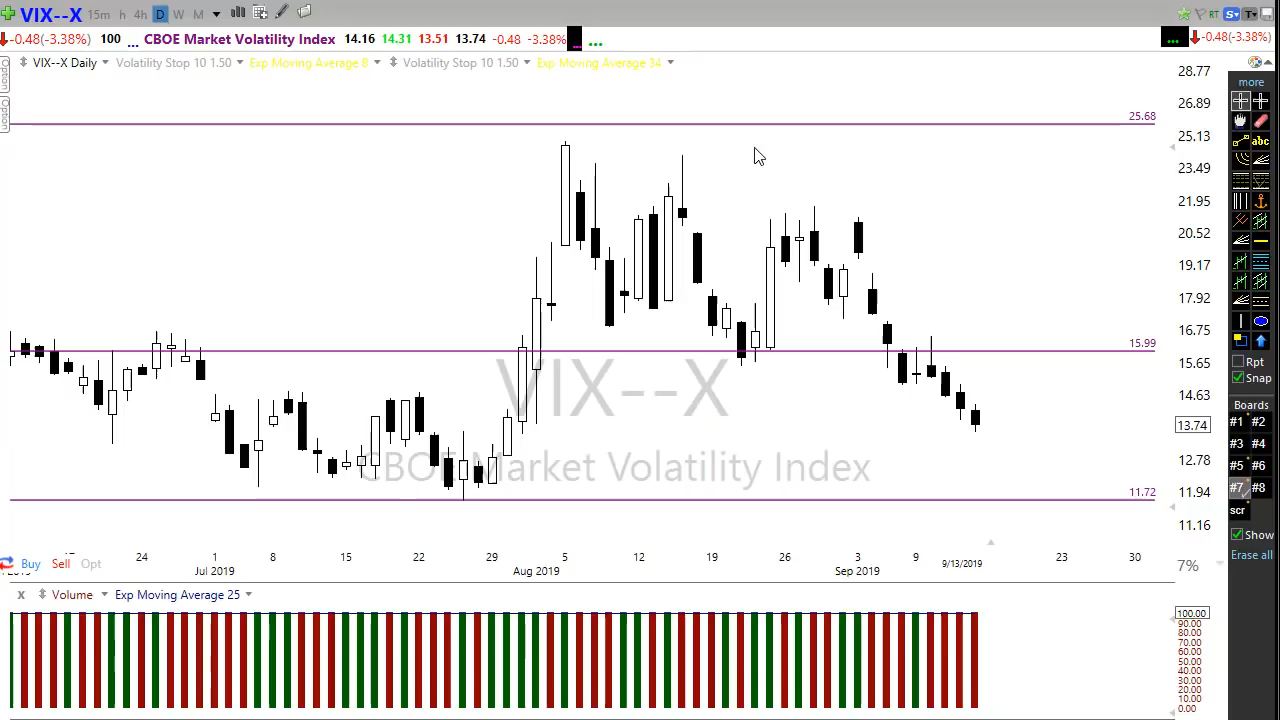 VIX--X 15m h 4h D W M RT S T
-0.48(-3.38%) 100 ... CBOE Market Volatility Index 14.16 14.31 13.51 13.74 -0.48 -3.38% ... ... ... -0.48(-3.38%)
Option
Option
VIX--X Daily Volatility Stop 10 1.50 Exp Moving Average 8 Volatility Stop 10 1.50 Exp Moving Average 34
28.77
26.89
25.68
25.13
23.49
21.95
20.52
19.17
17.92
16.75
15.99
15.65
14.63
13.74
12.78
11.94
11.72
11.16
VIX--X
CBOE Market Volatility Index
24 1 8 15 22 29 5 12 19 26 3 9 9/13/2019 23 30
Jul 2019 Aug 2019 Sep 2019
Buy Sell Opt
7%
X Volume Exp Moving Average 25
100.00
90.00
80.00
70.00
60.00
50.00
40.00
30.00
20.00
10.00
0.00
more
abc
Rpt
Snap
Boards
#1 #2
#3 #4
#5 #6
#7 #8
scr
Show
Erase all